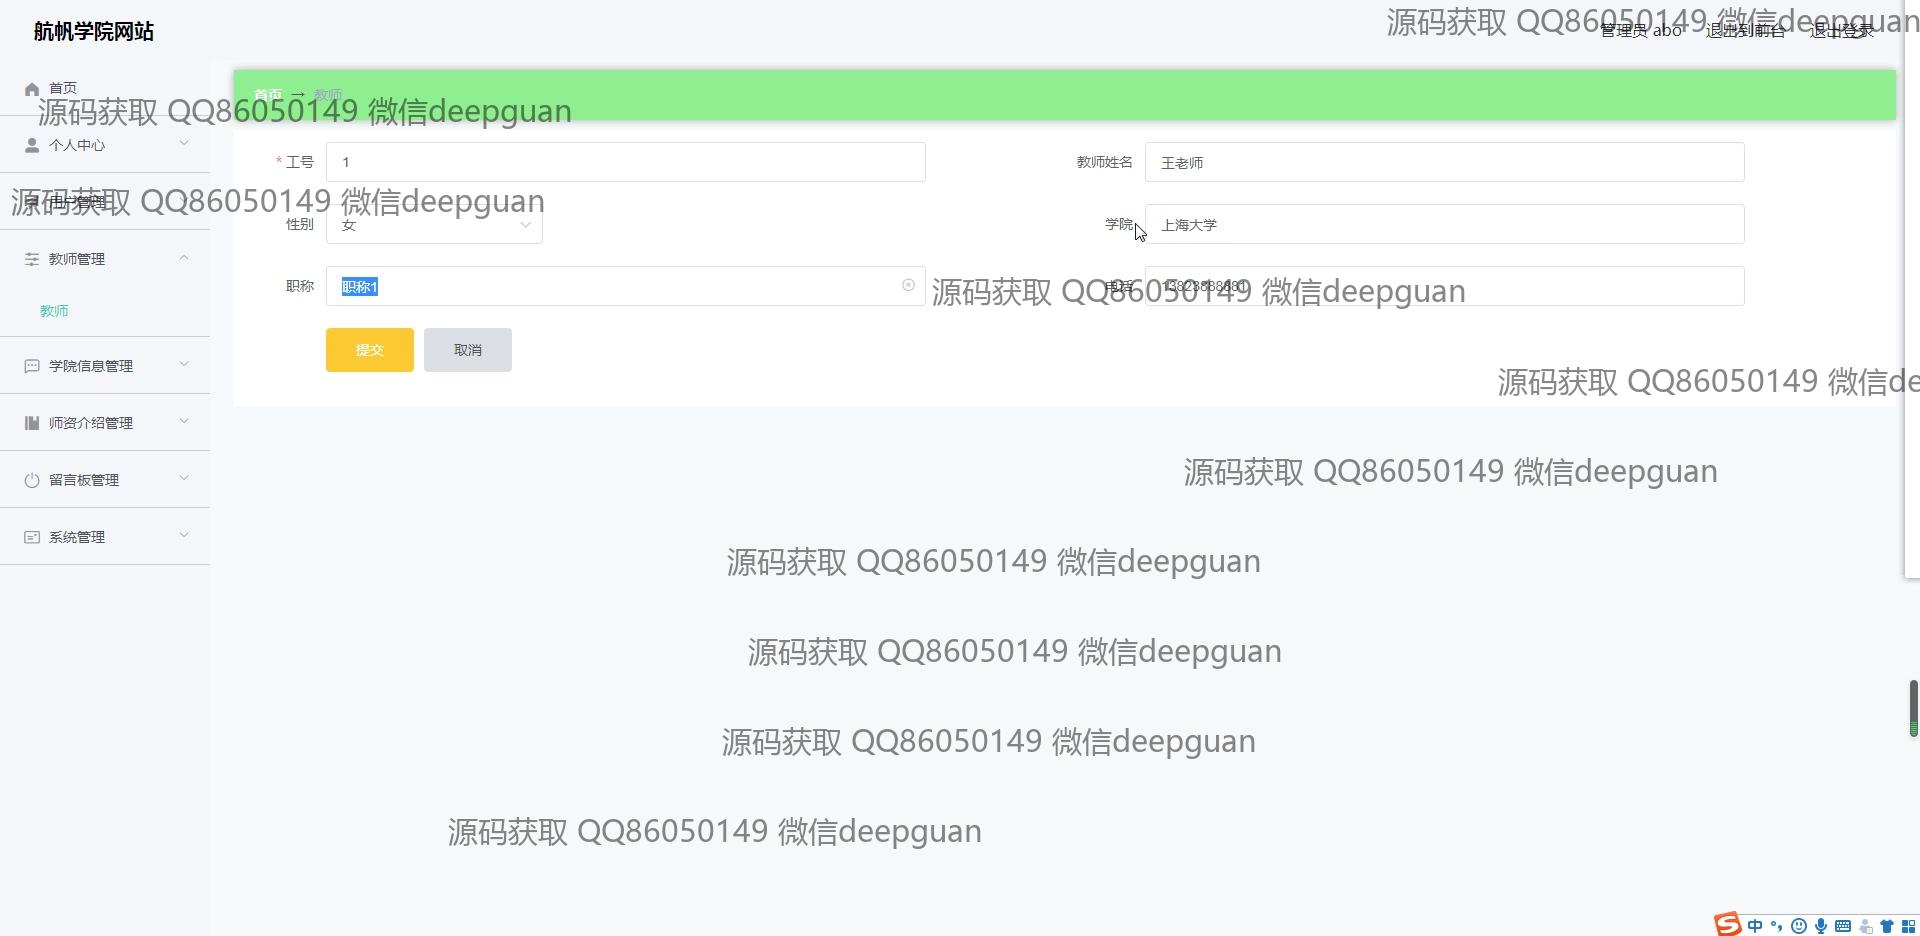 航帆学院网站
源码获取 QQ86050149 微信deepguan
管理员 abo 退出到前台 退出登录
首页
首页 → 教师
源码获取 QQ86050149 微信deepguan
个人中心
* 工号 1
教师姓名 王老师
用户管理
源码获取 QQ86050149 微信deepguan
性别 女
学院 上海大学
教师管理
职称 职称1
源码获取 QQ86050149 微信deepguan
电话
教师
提交 取消
学院信息管理
源码获取 QQ86050149 微信de
师资介绍管理
源码获取 QQ86050149 微信deepguan
留言板管理
系统管理
源码获取 QQ86050149 微信deepguan
源码获取 QQ86050149 微信deepguan
源码获取 QQ86050149 微信deepguan
源码获取 QQ86050149 微信deepguan
中